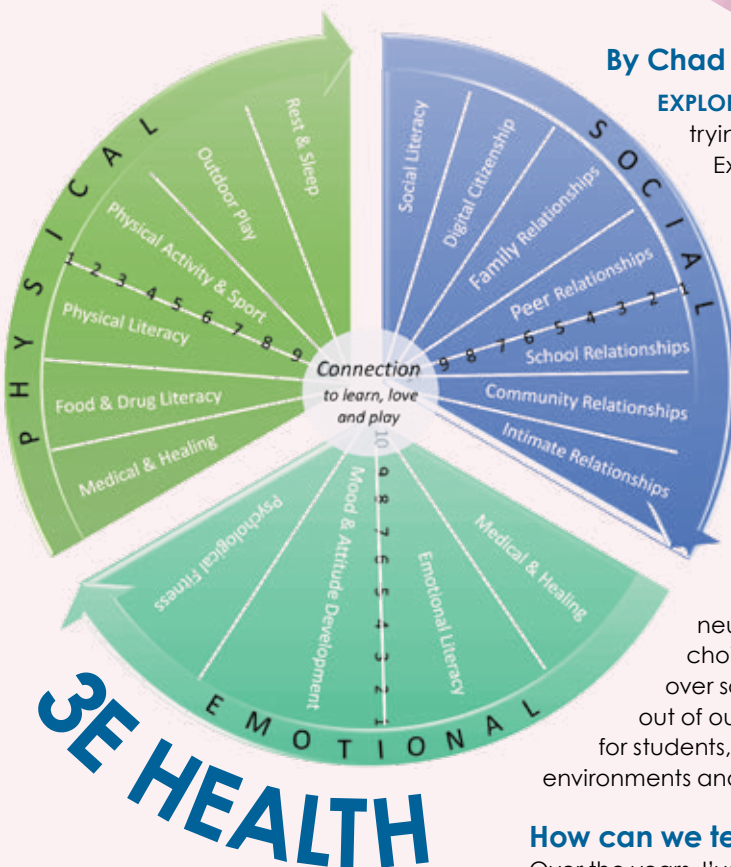 By Chad
EXPLOR
tryin
Ex
PHYSICAL
Rest & Sleep
Outdoor Play
Physical Activity & Sport
1 2 3 4 5 6 7 8 9
Physical Literacy
Food & Drug Literacy
Medical & Healing
SOCIAL
Social Literacy
Digital Citizenship
Family Relationships
Peer Relationships
9 8 7 6 5 4 3 2 1
School Relationships
Community Relationships
Intimate Relationships
Connection
to learn, love
and play
10 9 8 7 6 5 4 3 2 1
Medical & Healing
Emotional Literacy
Mood & Attitude Development
Psychological Fitness
EMOTIONAL
3E HEALTH
neu
choi
over so
out of ou
for students,
environments and
How can we te